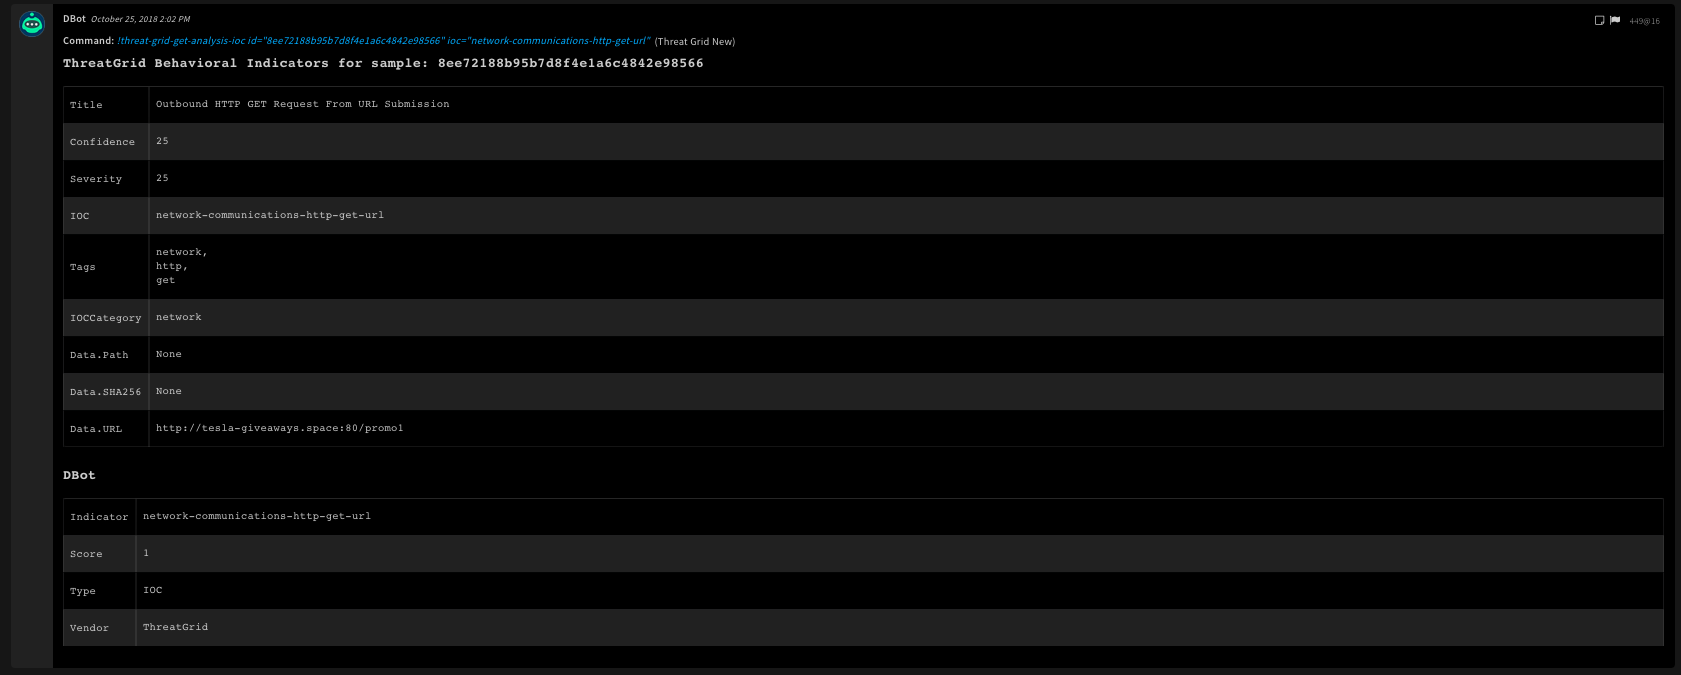 DBot October 25, 2018 2:02 PM
449@16
Command: !threat-grid-get-analysis-ioc id="8ee72188b95b7d8f4e1a6c4842e98566" ioc="network-communications-http-get-url" (Threat Grid New)
ThreatGrid Behavioral Indicators for sample: 8ee72188b95b7d8f4e1a6c4842e98566
Title Outbound HTTP GET Request From URL Submission
Confidence 25
Severity 25
IOC network-communications-http-get-url
Tags network,
http,
get
IOCCategory network
Data.Path None
Data.SHA256 None
Data.URL http://tesla-giveaways.space:80/promo1
DBot
Indicator network-communications-http-get-url
Score 1
Type IOC
Vendor ThreatGrid